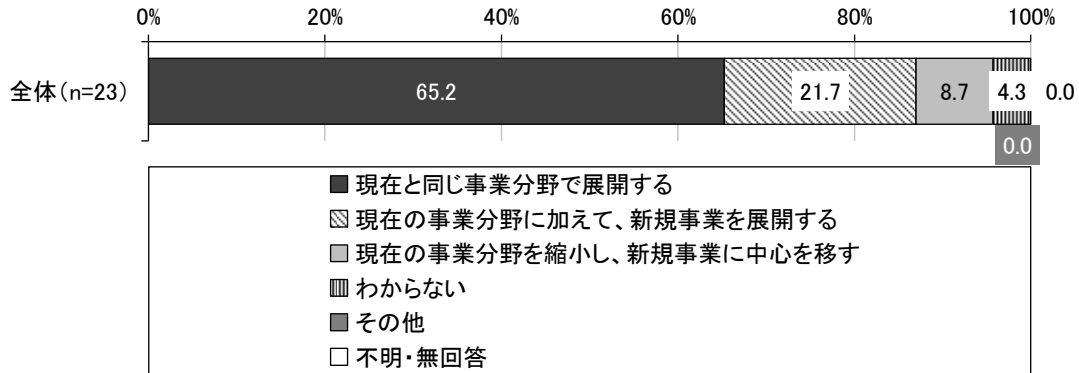 0% 20% 40% 60% 80% 100%
全体(n=23) 65.2 21.7 8.7 4.3 0.0
0.0
現在と同じ事業分野で展開する
現在の事業分野に加えて、新規事業を展開する
現在の事業分野を縮小し、新規事業に中心を移す
わからない
その他
不明・無回答